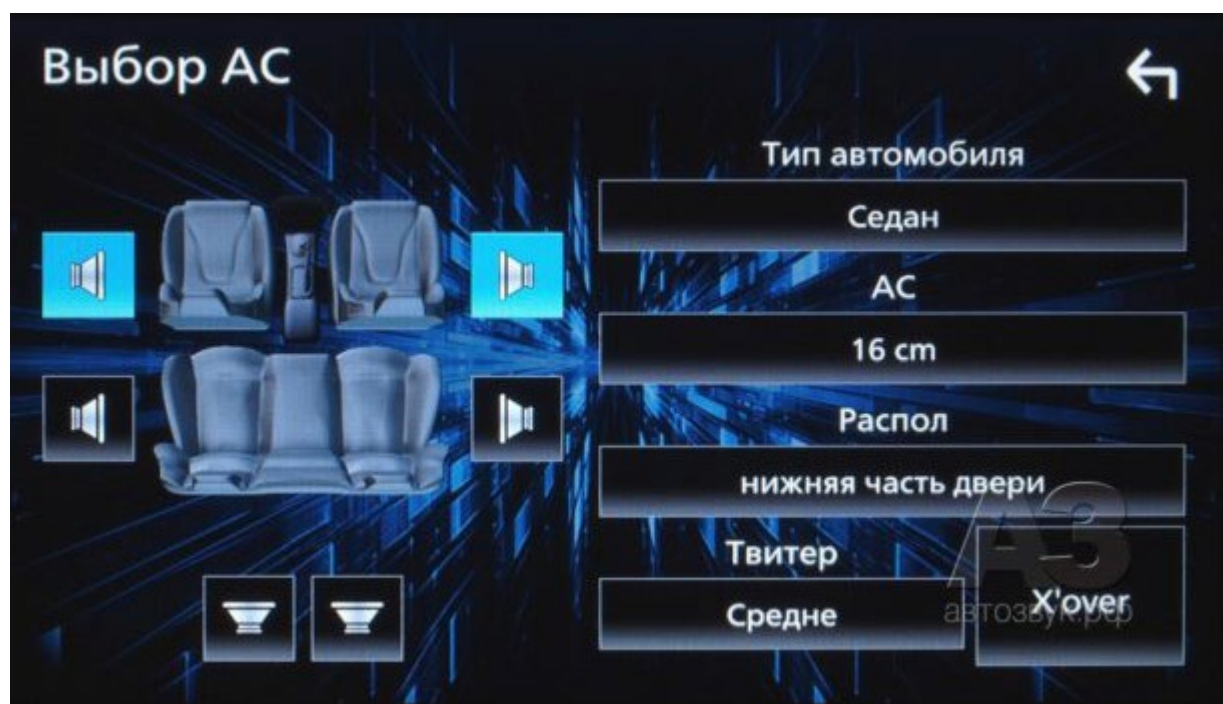 Выбор АС
Тип автомобиля
Седан
АС
16 cm
Распол
нижняя часть двери
Твитер
Средне
X'over
АЗ
автозвук.рф